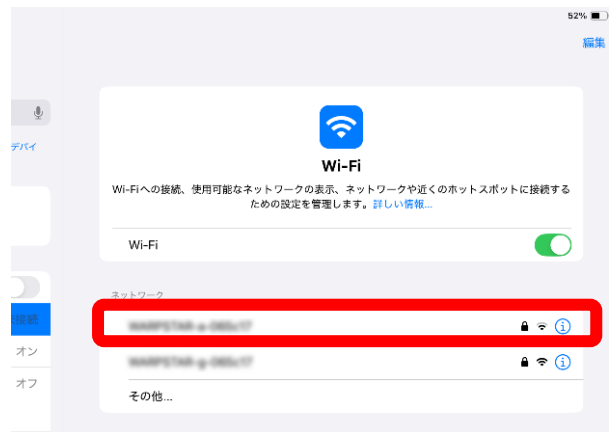 52%
編集
デバイ
Wi-Fi
Wi-Fiへの接続、使用可能なネットワークの表示、ネットワークや近くのホットスポットに接続する
ための設定を管理します。詳しい情報...
Wi-Fi
ネットワーク
接続
オン
オフ
その他...